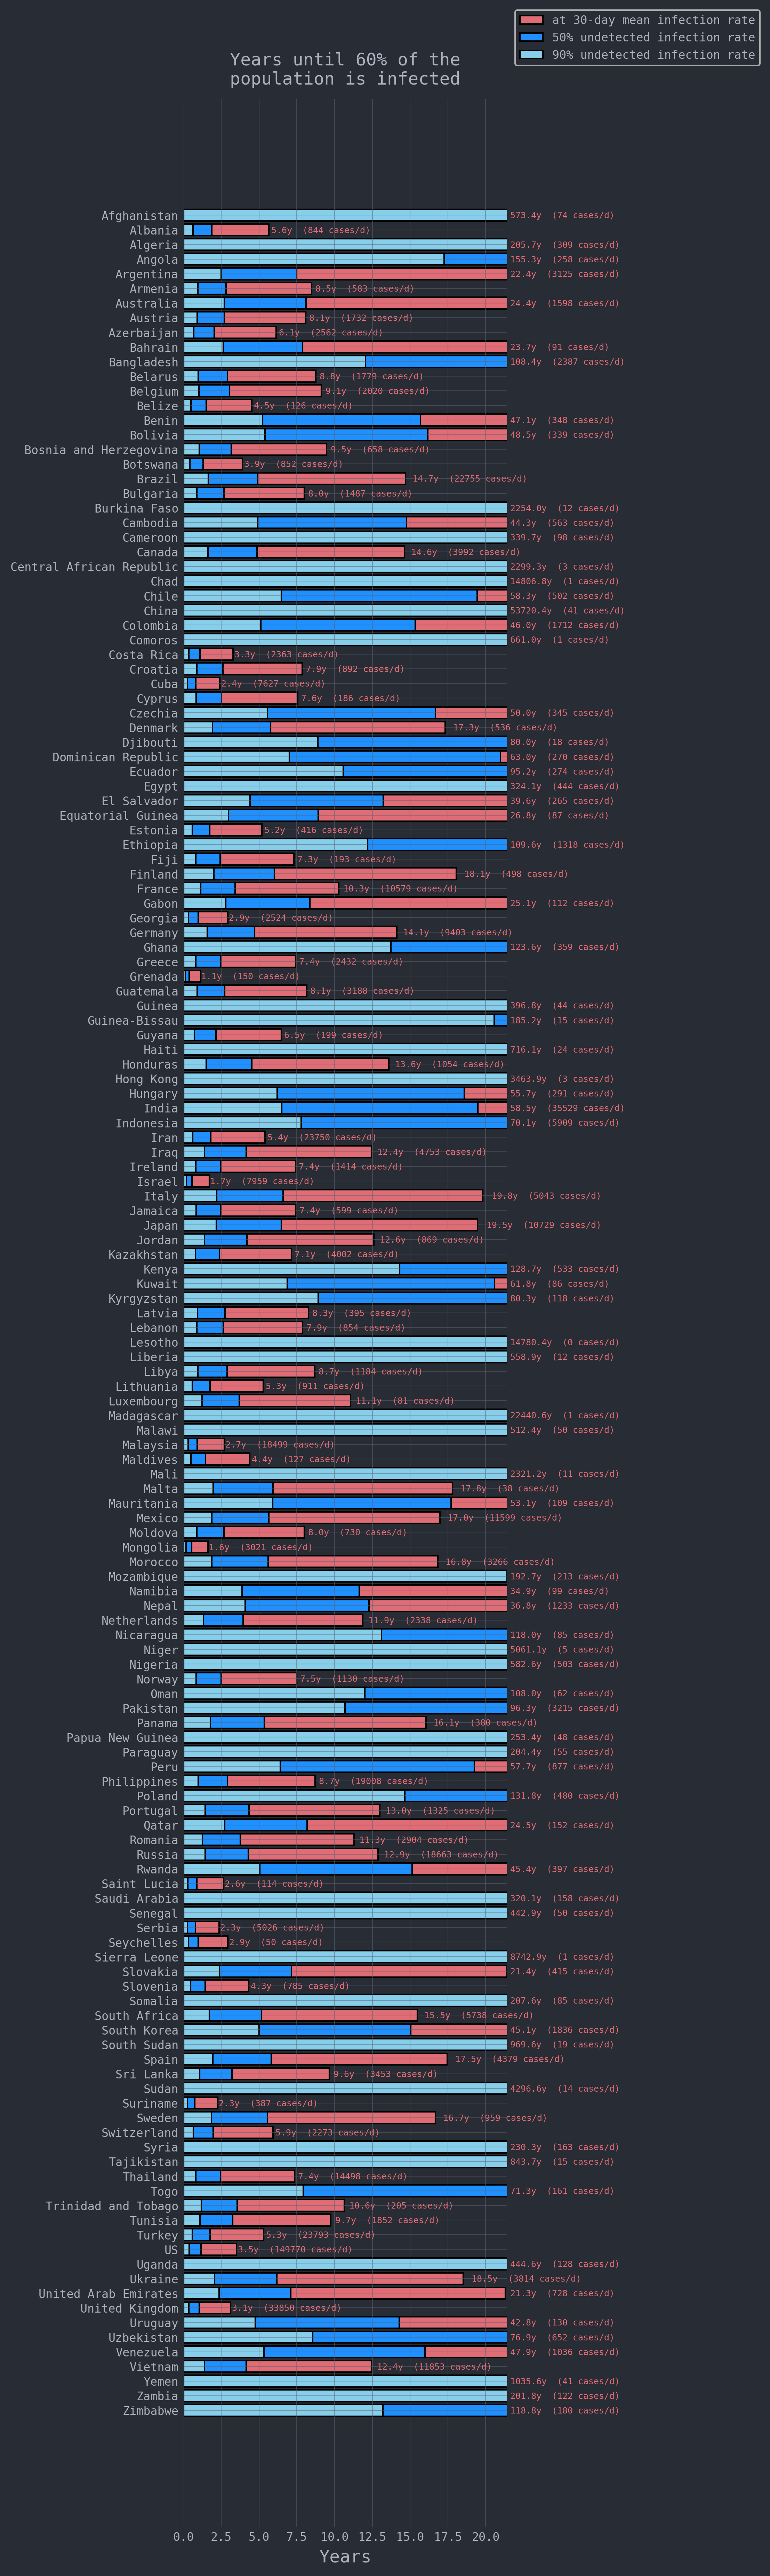 at 30-day mean infection rate
50% undetected infection rate
90% undetected infection rate
Years until 60% of the
population is infected
Afghanistan 573.4y (74 cases/d)
Albania 5.6y (844 cases/d)
Algeria 205.7y (309 cases/d)
Angola 155.3y (258 cases/d)
Argentina 22.4y (3125 cases/d)
Armenia 8.5y (583 cases/d)
Australia 24.4y (1598 cases/d)
Austria 8.1y (1732 cases/d)
Azerbaijan 6.1y (2562 cases/d)
Bahrain 23.7y (91 cases/d)
Bangladesh 108.4y (2387 cases/d)
Belarus 8.8y (1779 cases/d)
Belgium 9.1y (2020 cases/d)
Belize 4.5y (126 cases/d)
Benin 47.1y (348 cases/d)
Bolivia 48.5y (339 cases/d)
Bosnia and Herzegovina 9.5y (658 cases/d)
Botswana 3.9y (852 cases/d)
Brazil 14.7y (22755 cases/d)
Bulgaria 8.0y (1487 cases/d)
Burkina Faso 2254.0y (12 cases/d)
Cambodia 44.3y (563 cases/d)
Cameroon 339.7y (98 cases/d)
Canada 14.6y (3992 cases/d)
Central African Republic 2299.3y (3 cases/d)
Chad 14806.8y (1 cases/d)
Chile 58.3y (502 cases/d)
China 53720.4y (41 cases/d)
Colombia 46.0y (1712 cases/d)
Comoros 661.0y (1 cases/d)
Costa Rica 3.3y (2363 cases/d)
Croatia 7.9y (892 cases/d)
Cuba 2.4y (7627 cases/d)
Cyprus 7.6y (186 cases/d)
Czechia 50.0y (345 cases/d)
Denmark 17.3y (536 cases/d)
Djibouti 80.0y (18 cases/d)
Dominican Republic 63.0y (270 cases/d)
Ecuador 95.2y (274 cases/d)
Egypt 324.1y (444 cases/d)
El Salvador 39.6y (265 cases/d)
Equatorial Guinea 26.8y (87 cases/d)
Estonia 5.2y (416 cases/d)
Ethiopia 109.6y (1318 cases/d)
Fiji 7.3y (193 cases/d)
Finland 18.1y (498 cases/d)
France 10.3y (10579 cases/d)
Gabon 25.1y (112 cases/d)
Georgia 2.9y (2524 cases/d)
Germany 14.1y (9403 cases/d)
Ghana 123.6y (359 cases/d)
Greece 7.4y (2432 cases/d)
Grenada 1.1y (150 cases/d)
Guatemala 8.1y (3188 cases/d)
Guinea 396.8y (44 cases/d)
Guinea-Bissau 185.2y (15 cases/d)
Guyana 6.5y (199 cases/d)
Haiti 716.1y (24 cases/d)
Honduras 13.6y (1054 cases/d)
Hong Kong 3463.9y (3 cases/d)
Hungary 55.7y (291 cases/d)
India 58.5y (35529 cases/d)
Indonesia 70.1y (5909 cases/d)
Iran 5.4y (23750 cases/d)
Iraq 12.4y (4753 cases/d)
Ireland 7.4y (1414 cases/d)
Israel 1.7y (7959 cases/d)
Italy 19.8y (5043 cases/d)
Jamaica 7.4y (599 cases/d)
Japan 19.5y (10729 cases/d)
Jordan 12.6y (869 cases/d)
Kazakhstan 7.1y (4002 cases/d)
Kenya 128.7y (533 cases/d)
Kuwait 61.8y (86 cases/d)
Kyrgyzstan 80.3y (118 cases/d)
Latvia 8.3y (395 cases/d)
Lebanon 7.9y (854 cases/d)
Lesotho 14780.4y (0 cases/d)
Liberia 558.9y (12 cases/d)
Libya 8.7y (1184 cases/d)
Lithuania 5.3y (911 cases/d)
Luxembourg 11.1y (81 cases/d)
Madagascar 22440.6y (1 cases/d)
Malawi 512.4y (50 cases/d)
Malaysia 2.7y (18499 cases/d)
Maldives 4.4y (127 cases/d)
Mali 2321.2y (11 cases/d)
Malta 17.8y (38 cases/d)
Mauritania 53.1y (109 cases/d)
Mexico 17.0y (11599 cases/d)
Moldova 8.0y (730 cases/d)
Mongolia 1.6y (3021 cases/d)
Morocco 16.8y (3266 cases/d)
Mozambique 192.7y (213 cases/d)
Namibia 34.9y (99 cases/d)
Nepal 36.8y (1233 cases/d)
Netherlands 11.9y (2338 cases/d)
Nicaragua 118.0y (85 cases/d)
Niger 5061.1y (5 cases/d)
Nigeria 582.6y (503 cases/d)
Norway 7.5y (1130 cases/d)
Oman 108.0y (62 cases/d)
Pakistan 96.3y (3215 cases/d)
Panama 16.1y (380 cases/d)
Papua New Guinea 253.4y (48 cases/d)
Paraguay 204.4y (55 cases/d)
Peru 57.7y (877 cases/d)
Philippines 8.7y (19008 cases/d)
Poland 131.8y (480 cases/d)
Portugal 13.0y (1325 cases/d)
Qatar 24.5y (152 cases/d)
Romania 11.3y (2904 cases/d)
Russia 12.9y (18663 cases/d)
Rwanda 45.4y (397 cases/d)
Saint Lucia 2.6y (114 cases/d)
Saudi Arabia 320.1y (158 cases/d)
Senegal 442.9y (50 cases/d)
Serbia 2.3y (5026 cases/d)
Seychelles 2.9y (50 cases/d)
Sierra Leone 8742.9y (1 cases/d)
Slovakia 21.4y (415 cases/d)
Slovenia 4.3y (785 cases/d)
Somalia 207.6y (85 cases/d)
South Africa 15.5y (5738 cases/d)
South Korea 45.1y (1836 cases/d)
South Sudan 969.6y (19 cases/d)
Spain 17.5y (4379 cases/d)
Sri Lanka 9.6y (3453 cases/d)
Sudan 4296.6y (14 cases/d)
Suriname 2.3y (387 cases/d)
Sweden 16.7y (959 cases/d)
Switzerland 5.9y (2273 cases/d)
Syria 230.3y (163 cases/d)
Tajikistan 843.7y (15 cases/d)
Thailand 7.4y (14498 cases/d)
Togo 71.3y (161 cases/d)
Trinidad and Tobago 10.6y (205 cases/d)
Tunisia 9.7y (1852 cases/d)
Turkey 5.3y (23793 cases/d)
US 3.5y (149770 cases/d)
Uganda 444.6y (128 cases/d)
Ukraine 18.5y (3814 cases/d)
United Arab Emirates 21.3y (728 cases/d)
United Kingdom 3.1y (33850 cases/d)
Uruguay 42.8y (130 cases/d)
Uzbekistan 76.9y (652 cases/d)
Venezuela 47.9y (1036 cases/d)
Vietnam 12.4y (11853 cases/d)
Yemen 1035.6y (41 cases/d)
Zambia 201.8y (122 cases/d)
Zimbabwe 118.8y (180 cases/d)
0.0 2.5 5.0 7.5 10.0 12.5 15.0 17.5 20.0
Years